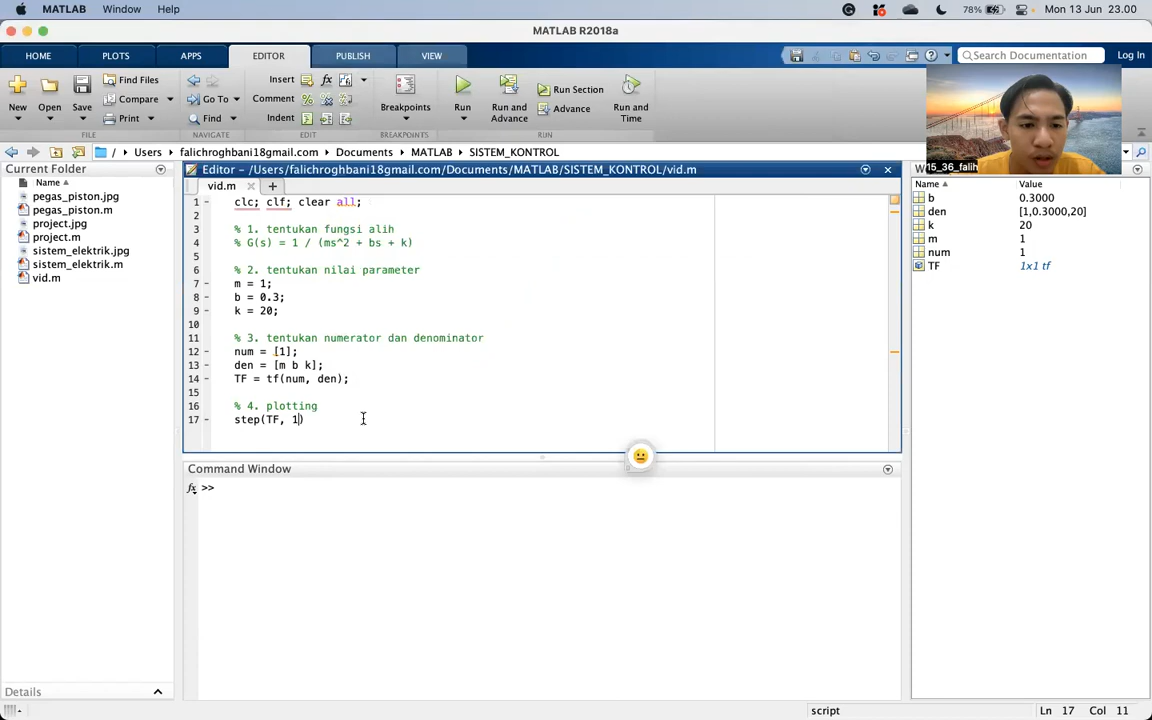 MATLAB Window Help 78% Mon 13 Jun 23.00
MATLAB R2018a
HOME PLOTS APPS EDITOR PUBLISH VIEW Search Documentation Log In
New Open Save Find Files Compare Print Go To Find Insert fx Comment Indent Breakpoints Run Run and Advance Run Section Advance Run and Time
FILE NAVIGATE EDIT BREAKPOINTS RUN
15_36_falih
/ Users falichroghbani18gmail.com Documents MATLAB SISTEM_KONTROL
Current Folder
Name
pegas_piston.jpg
pegas_piston.m
project.jpg
project.m
sistem_elektrik.jpg
sistem_elektrik.m
vid.m
Details
Editor - /Users/falichroghbani18gmail.com/Documents/MATLAB/SISTEM_KONTROL/vid.m
vid.m
1 clc; clf; clear all;
2
3 % 1. tentukan fungsi alih
4 % G(s) = 1 / (ms^2 + bs + k)
5
6 % 2. tentukan nilai parameter
7 m = 1;
8 b = 0.3;
9 k = 20;
10
11 % 3. tentukan numerator dan denominator
12 num = [1];
13 den = [m b k];
14 TF = tf(num, den);
15
16 % 4. plotting
17 step(TF, 1)
Command Window
fx >>
W
Name Value
b 0.3000
den [1,0.3000,20]
k 20
m 1
num 1
TF 1x1 tf
script Ln 17 Col 11